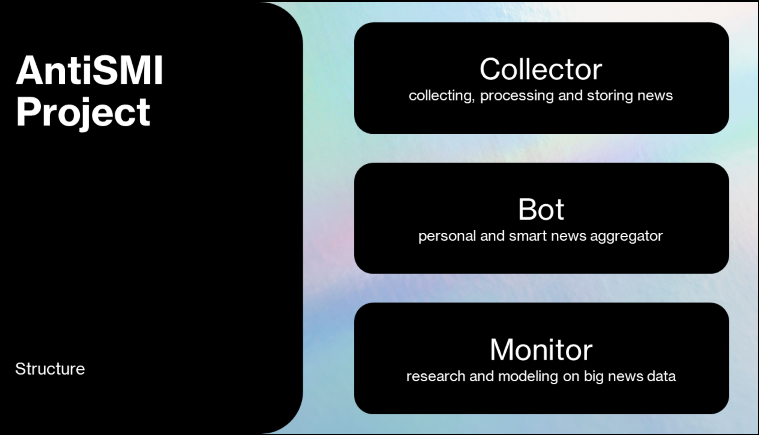 AntiSMI
Project
Structure
Collector
collecting, processing and storing news
Bot
personal and smart news aggregator
Monitor
research and modeling on big news data